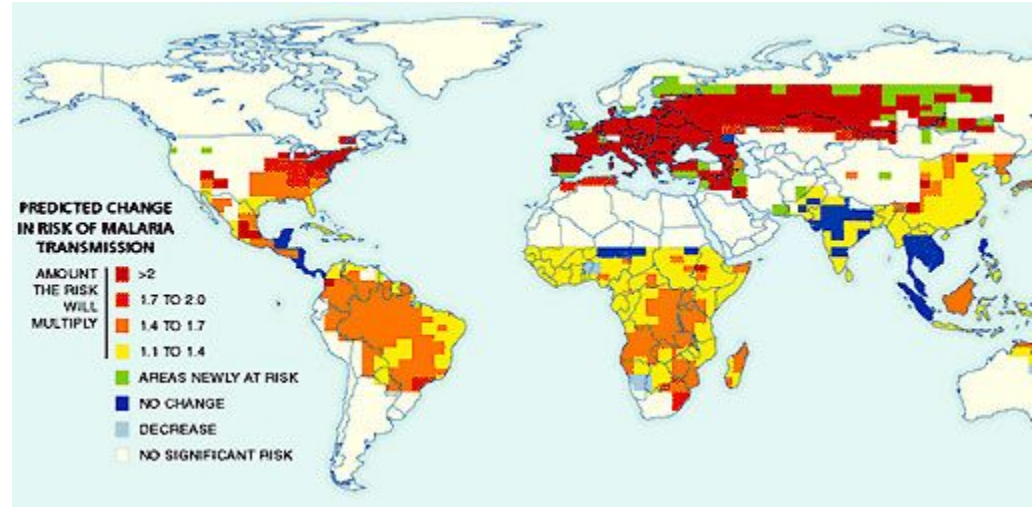 PREDICTED CHANGE
IN RISK OF MALARIA
TRANSMISSION
AMOUNT
THE RISK
WILL
MULTIPLY
>2
1.7 TO 2.0
1.4 TO 1.7
1.1 TO 1.4
AREAS NEWLY AT RISK
NO CHANGE
DECREASE
NO SIGNIFICANT RISK